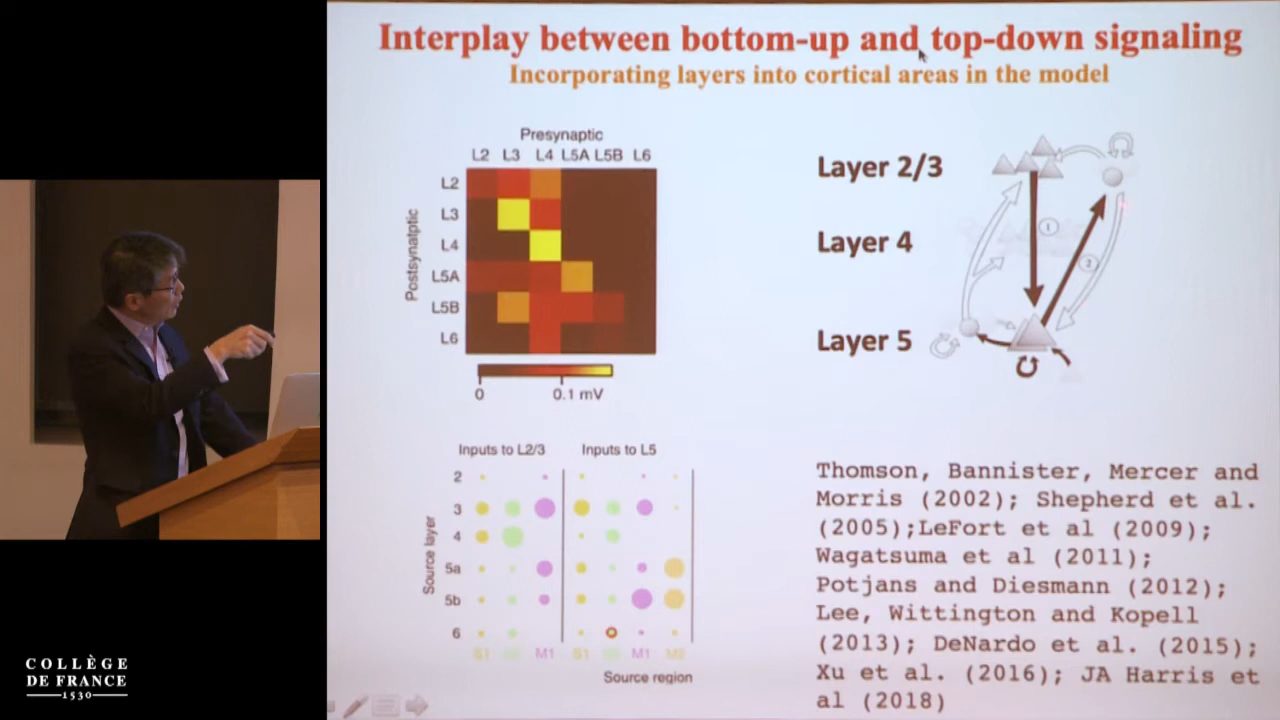 Interplay between bottom-up and top-down signaling
Incorporating layers into cortical areas in the model
Presynaptic
L2 L3 L4 L5A L5B L6
Postsynatptic
L2
L3
L4
L5A
L5B
L6
0 0.1 mV
Layer 2/3
Layer 4
Layer 5
1
2
Inputs to L2/3 Inputs to L5
Source layer
2
3
4
5a
5b
6
S1 M1 S1 M1 M2
Source region
Thomson, Bannister, Mercer and
Morris (2002); Shepherd et al.
(2005);LeFort et al (2009);
Wagatsuma et al (2011);
Potjans and Diesmann (2012);
Lee, Wittington and Kopell
(2013); DeNardo et al. (2015);
Xu et al. (2016); JA Harris et
al (2018)
COLLÈGE
DE FRANCE
1530